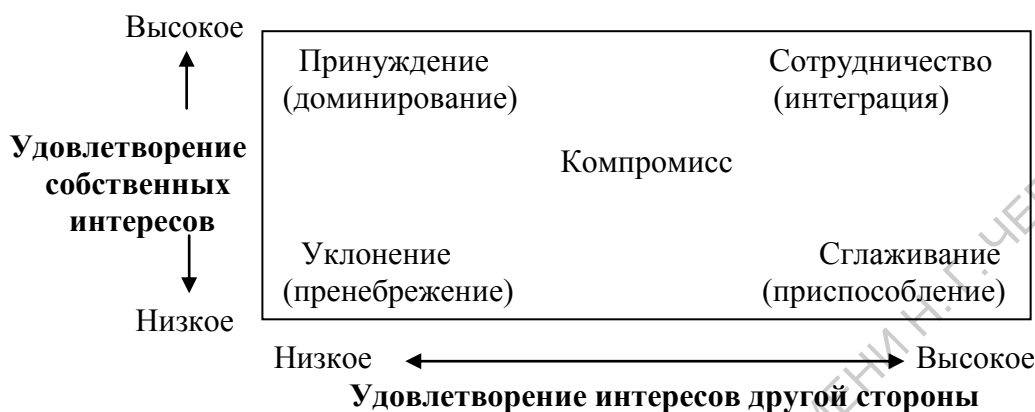 Высокое
Принуждение Сотрудничество
(доминирование) (интеграция)
Удовлетворение
собственных
интересов
Компромисс
Уклонение Сглаживание
(пренебрежение) (приспособление)
Низкое
Низкое Высокое
Удовлетворение интересов другой стороны